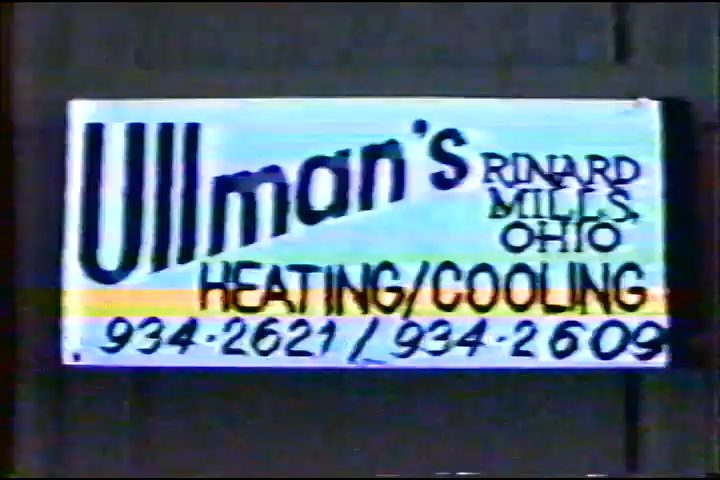 Ullman's
RINARD
MILLS,
OHIO
HEATING/COOLING
934-2621 / 934-2609